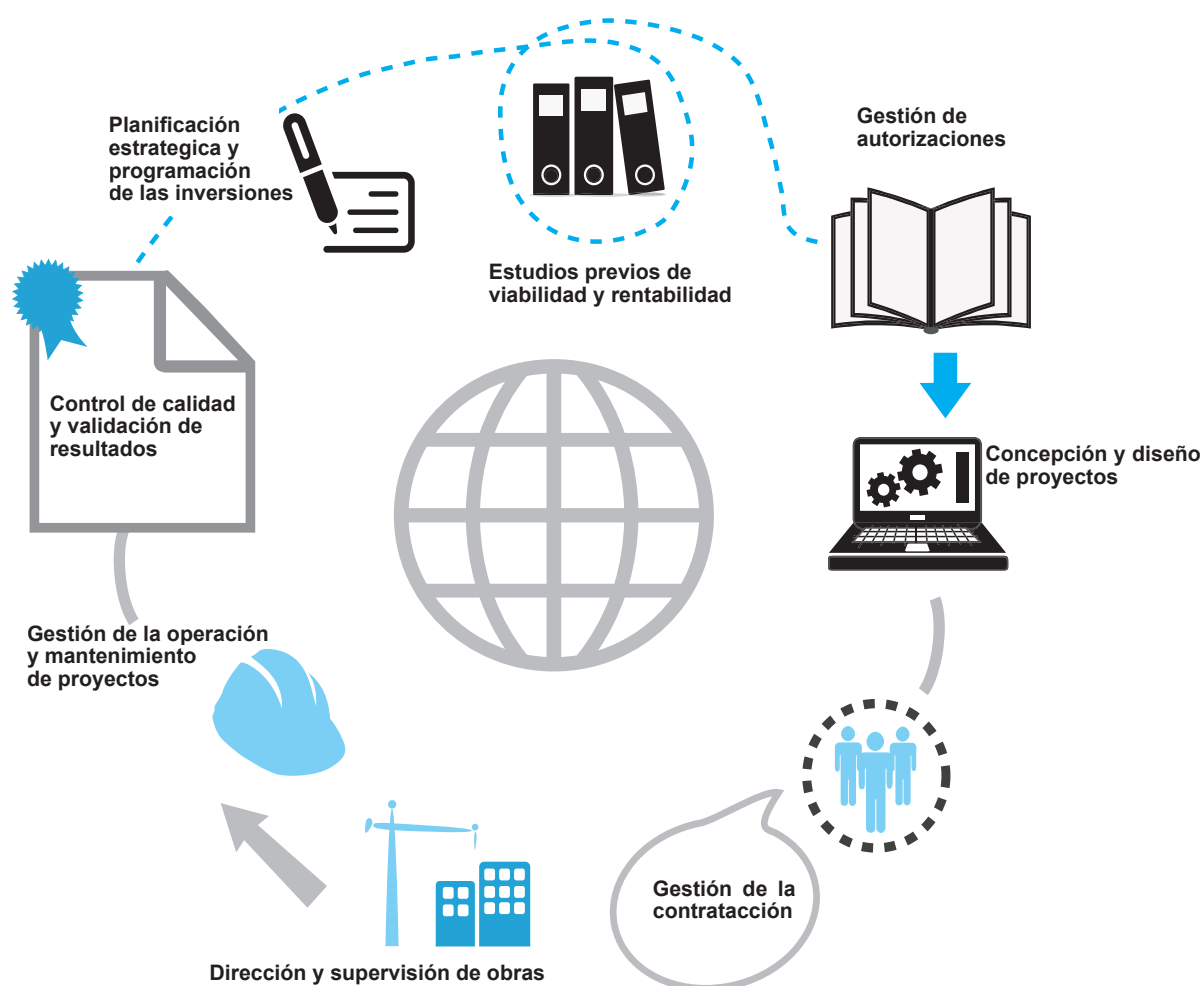 Planificación
estrategica y
programación
de las inversiones
Estudios previos de
viabilidad y rentabilidad
Gestión de
autorizaciones
Concepción y diseño
de proyectos
Gestión de la
contratacción
Dirección y supervisión de obras
Gestión de la operación
y mantenimiento
de proyectos
Control de calidad
y validación de
resultados